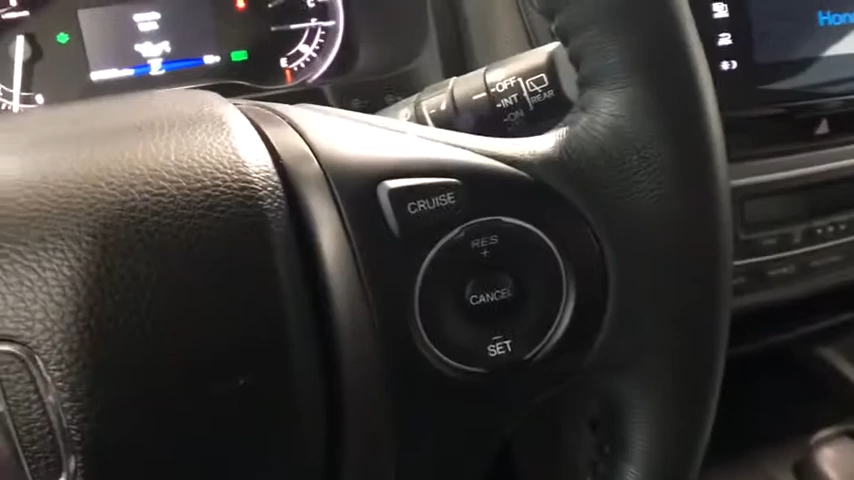 OFF
INT
ON
REAR
Hon
CRUISE
RES
+
CANCEL
−
SET
E